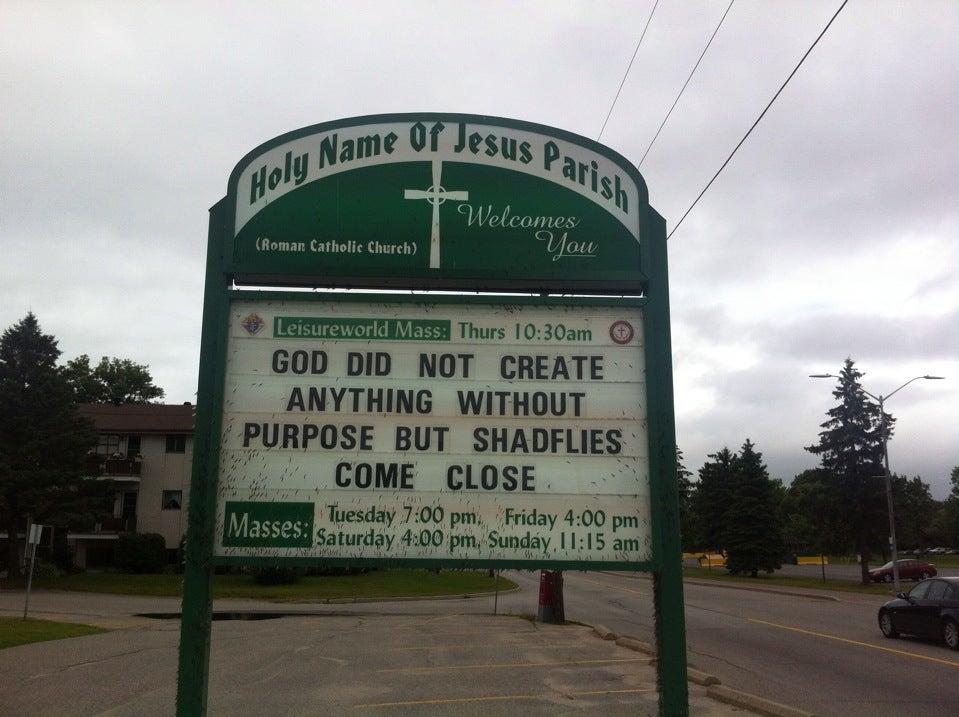 Holy Name Of Jesus Parish
Welcomes
You
(Roman Catholic Church)
Leisureworld Mass: Thurs 10:30am
GOD DID NOT CREATE
ANYTHING WITHOUT
PURPOSE BUT SHADFLIES
COME CLOSE
Masses: Tuesday 7:00 pm, Friday 4:00 pm
Saturday 4:00 pm, Sunday 11:15 am